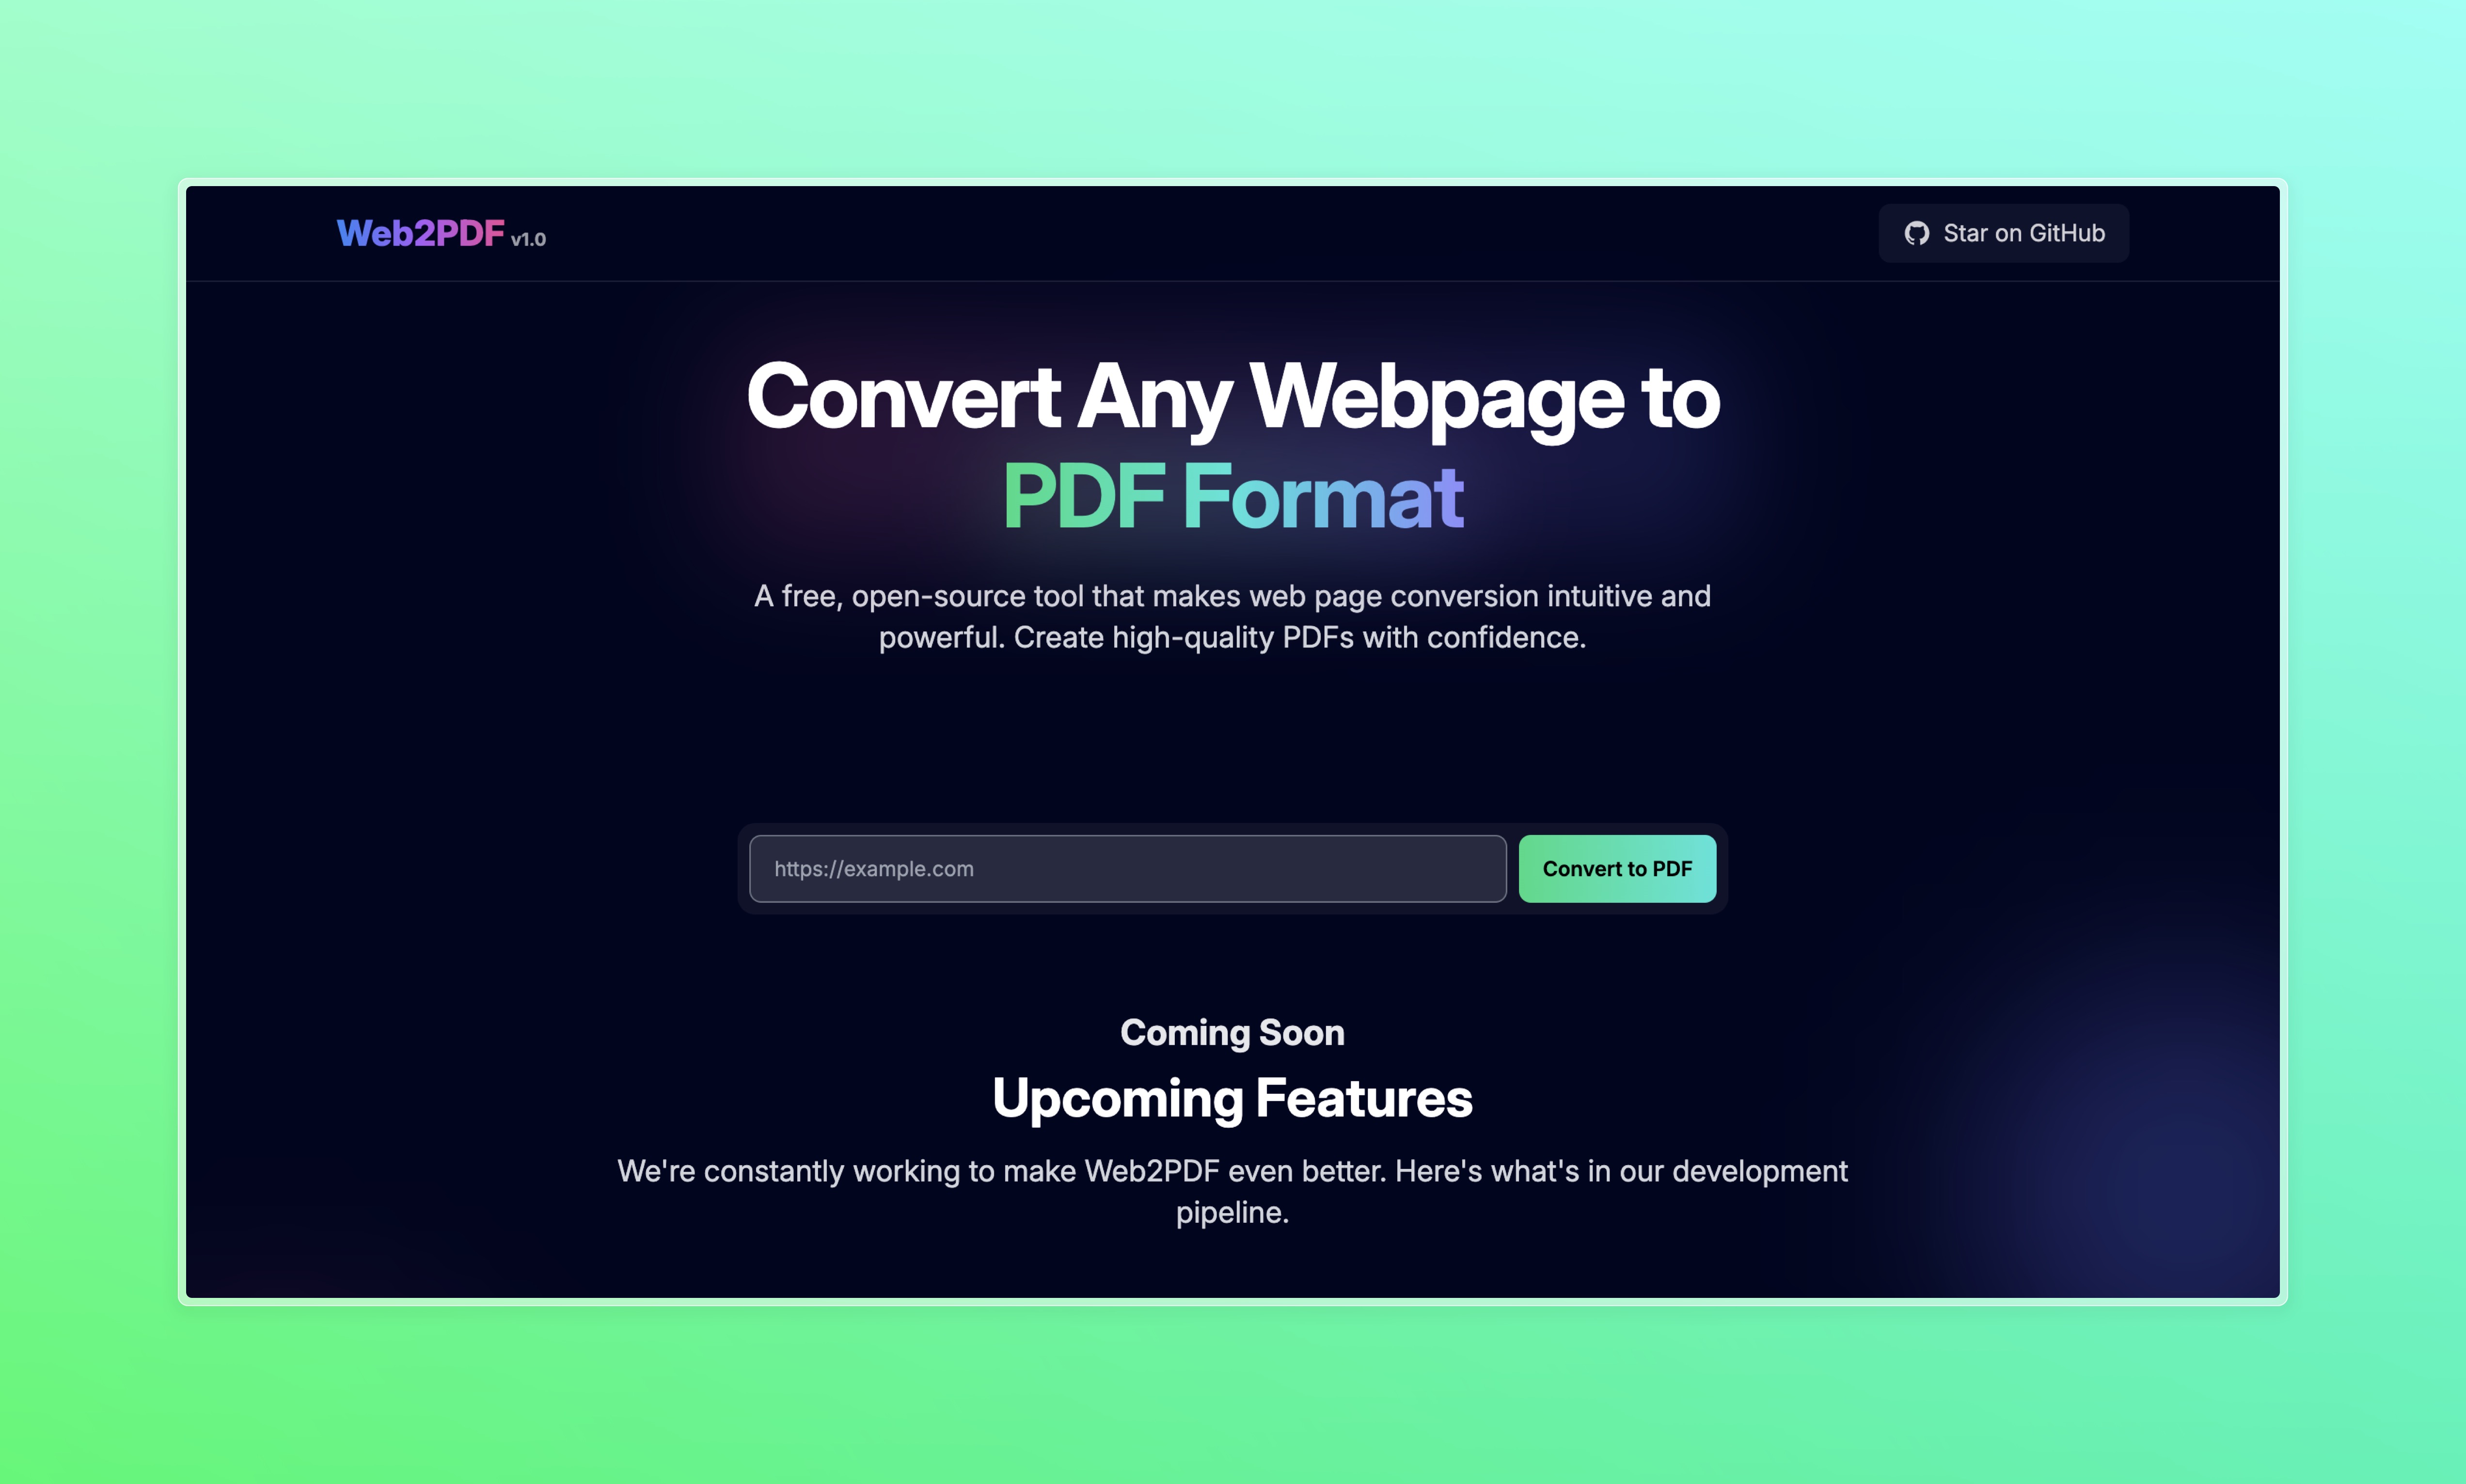 Web2PDF v1.0
Star on GitHub
Convert Any Webpage to
PDF Format
A free, open-source tool that makes web page conversion intuitive and
powerful. Create high-quality PDFs with confidence.
https://example.com
Convert to PDF
Coming Soon
Upcoming Features
We're constantly working to make Web2PDF even better. Here's what's in our development
pipeline.